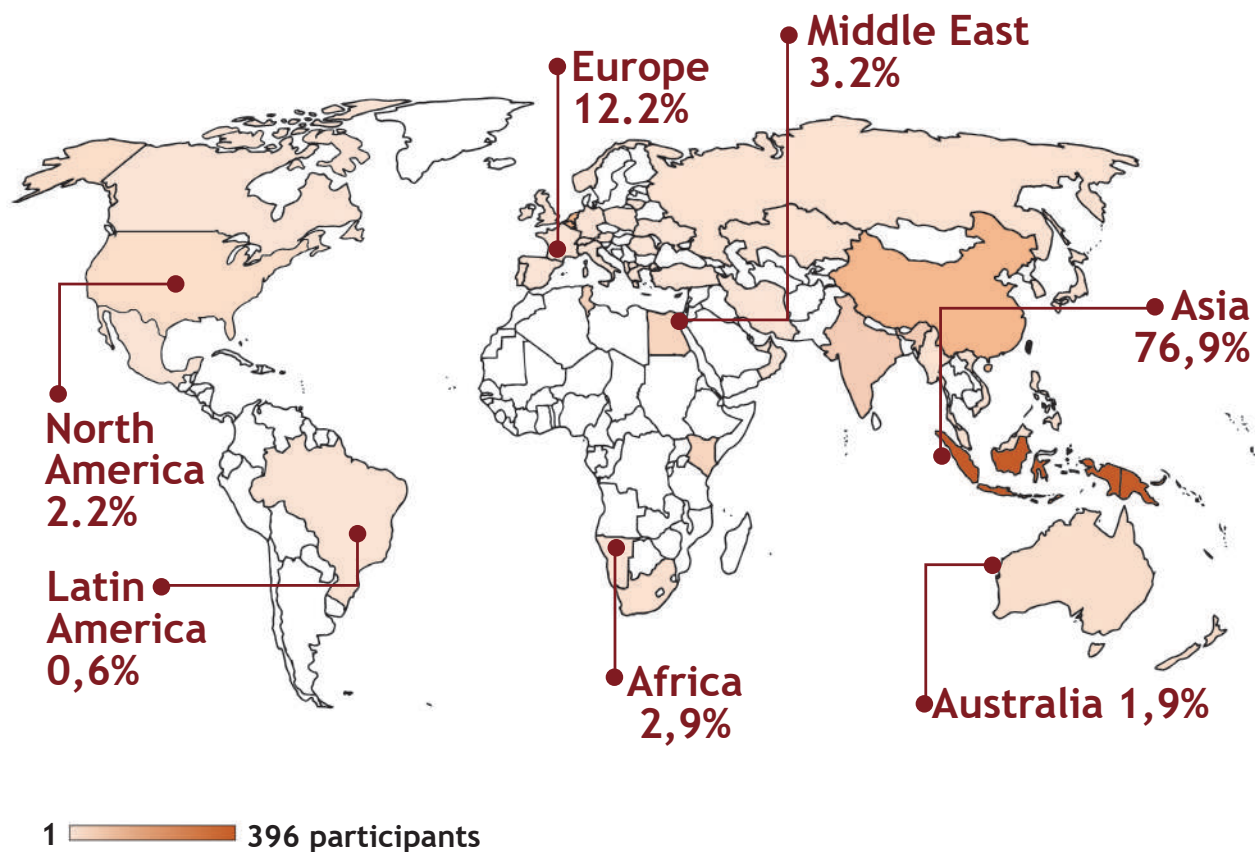 Middle East
3.2%
Europe
12.2%
Asia
76,9%
North
America
2.2%
Latin
America
0,6%
Africa
2,9%
Australia 1,9%
1 396 participants